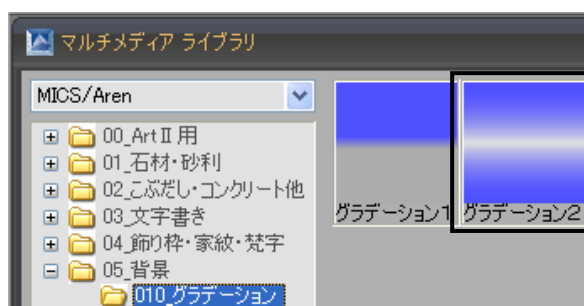 マルチメディア ライブラリ
MICS/Aren
00_ArtⅡ用
01_石材・砂利
02_こぶだし・コンクリート他
03_文字書き
04_飾り枠・家紋・梵字
05_背景
010_グラデーション
グラデーション1
グラデーション2